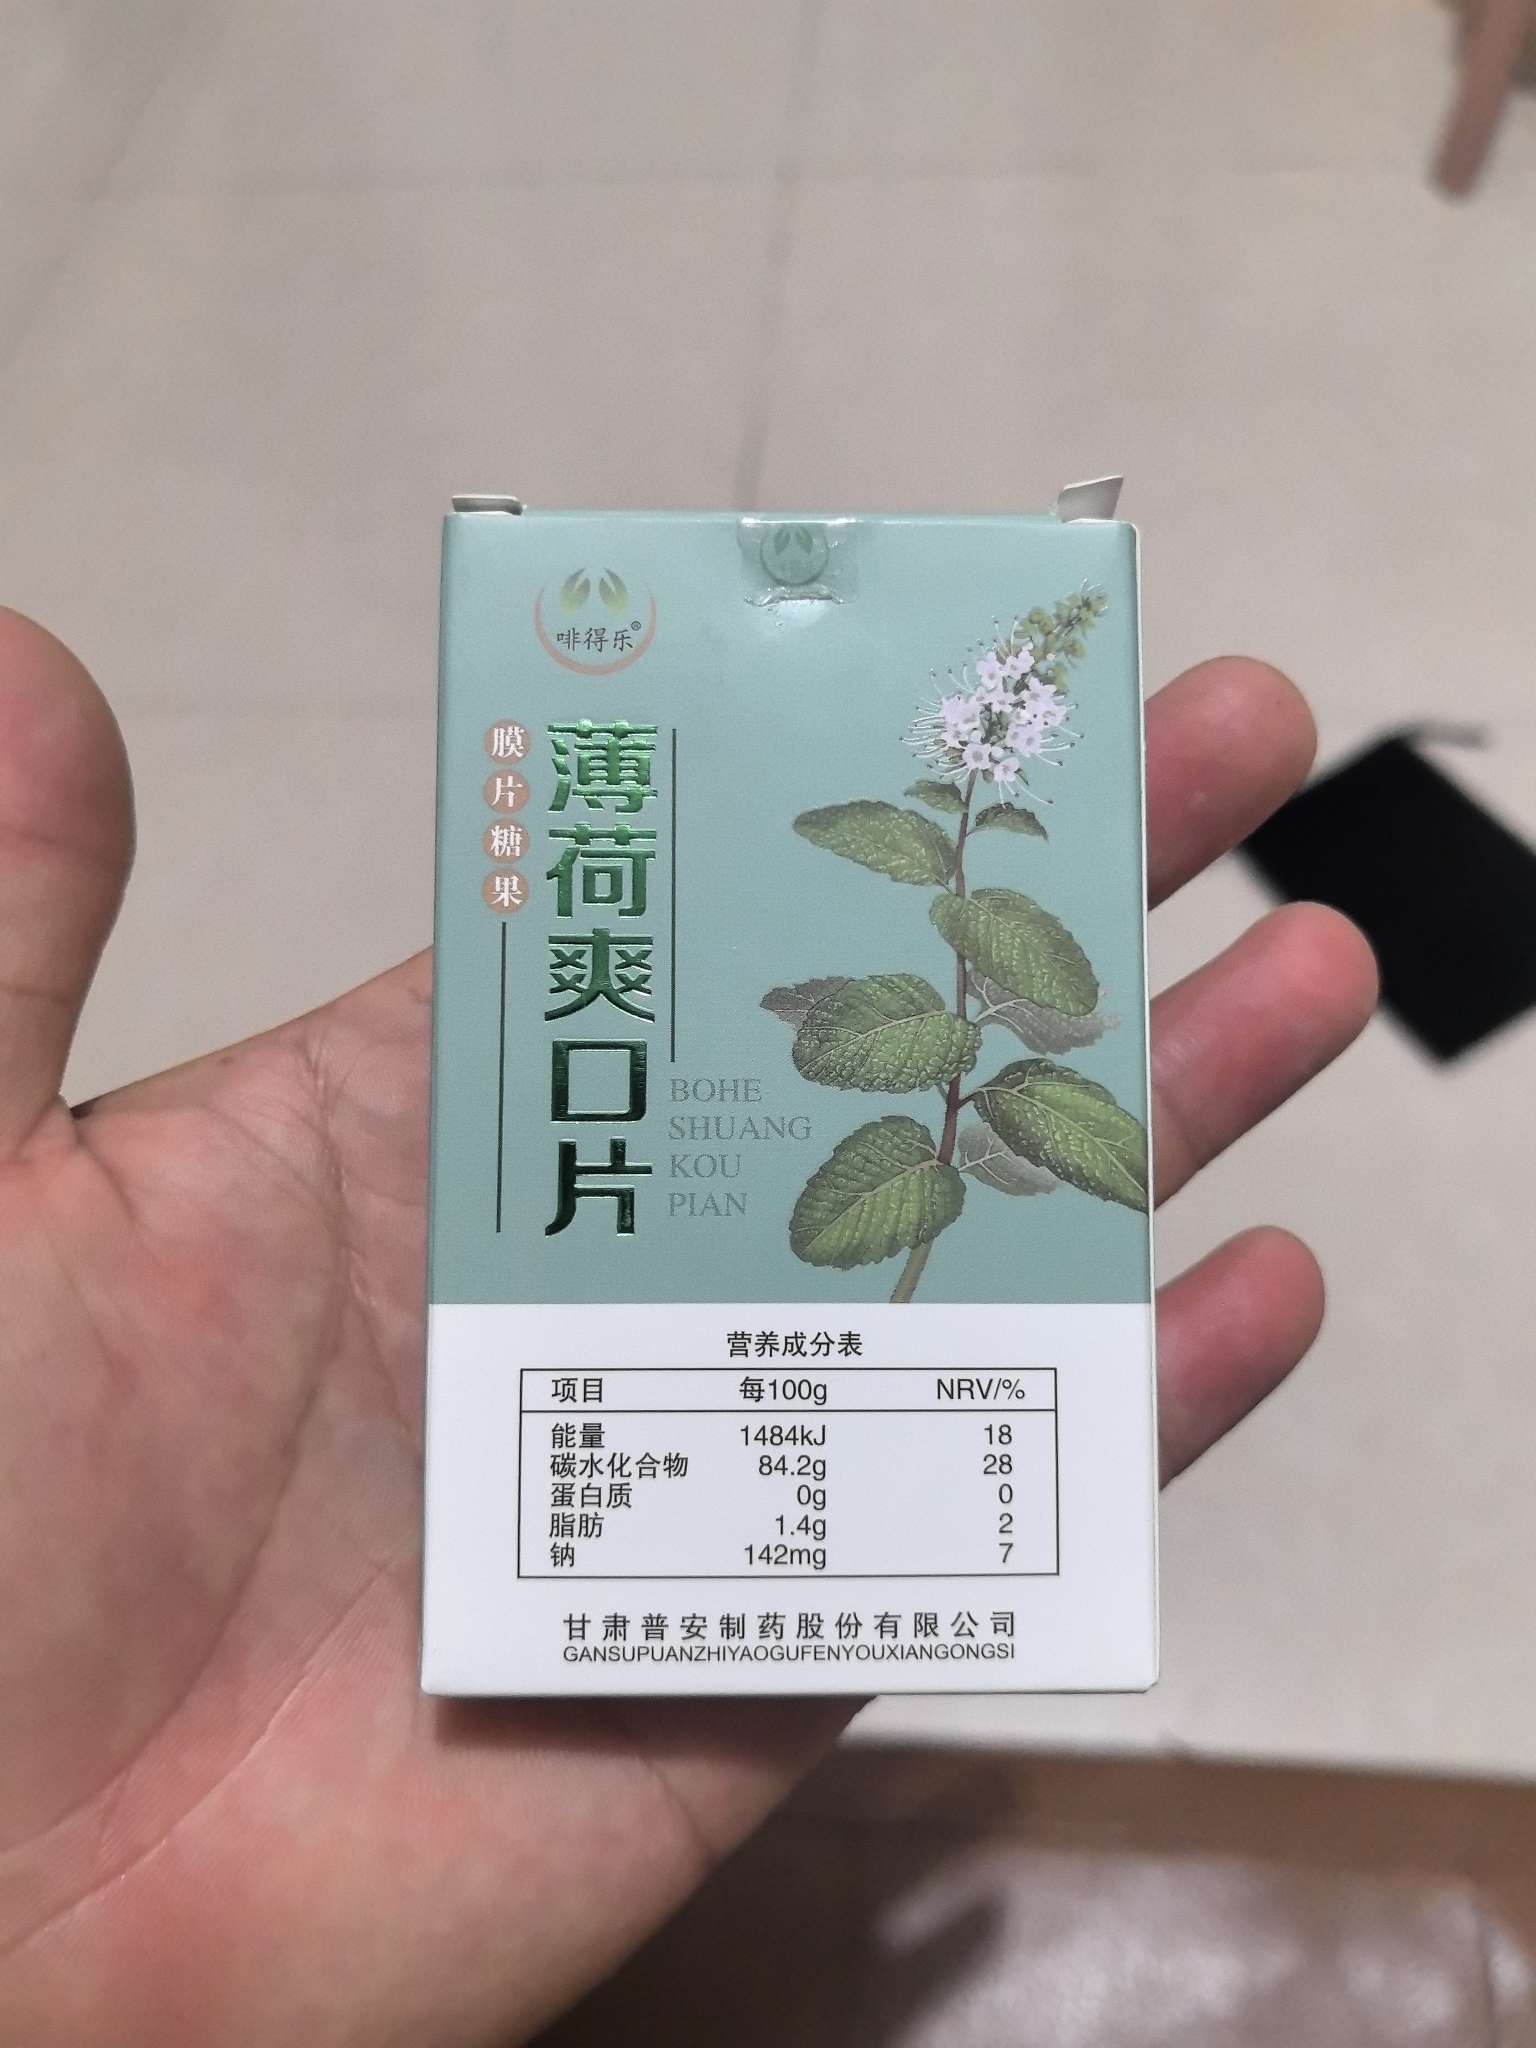 啡得乐®
膜片糖果
薄荷爽口片
BOHE
SHUANG
KOU
PIAN
营养成分表
项目 每100g NRV/%
能量 1484kJ 18
碳水化合物 84.2g 28
蛋白质 0g 0
脂肪 1.4g 2
钠 142mg 7
甘肃普安制药股份有限公司
GANSUPUANZHIYAOGUFENYOUXIANGONGSI